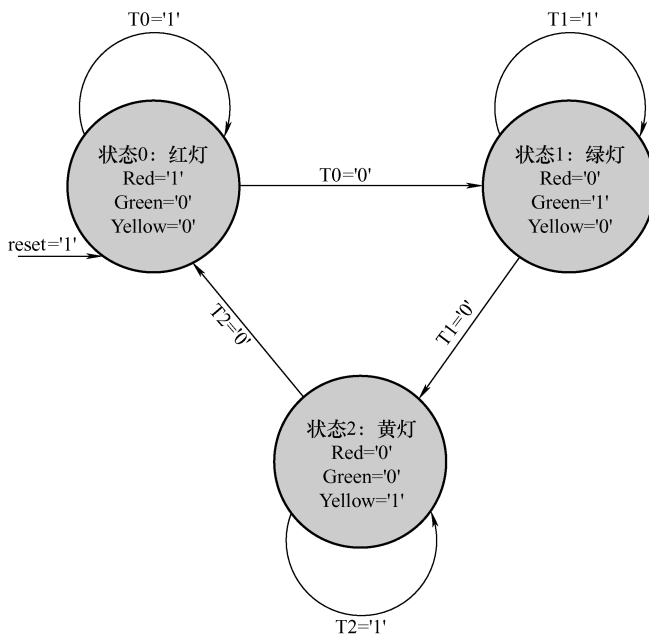 T0='1'
T1='1'
状态0：红灯
Red='1'
Green='0'
Yellow='0'
T0='0'
状态1：绿灯
Red='0'
Green='1'
Yellow='0'
reset='1'
T2='0'
T1='0'
状态2：黄灯
Red='0'
Green='0'
Yellow='1'
T2='1'